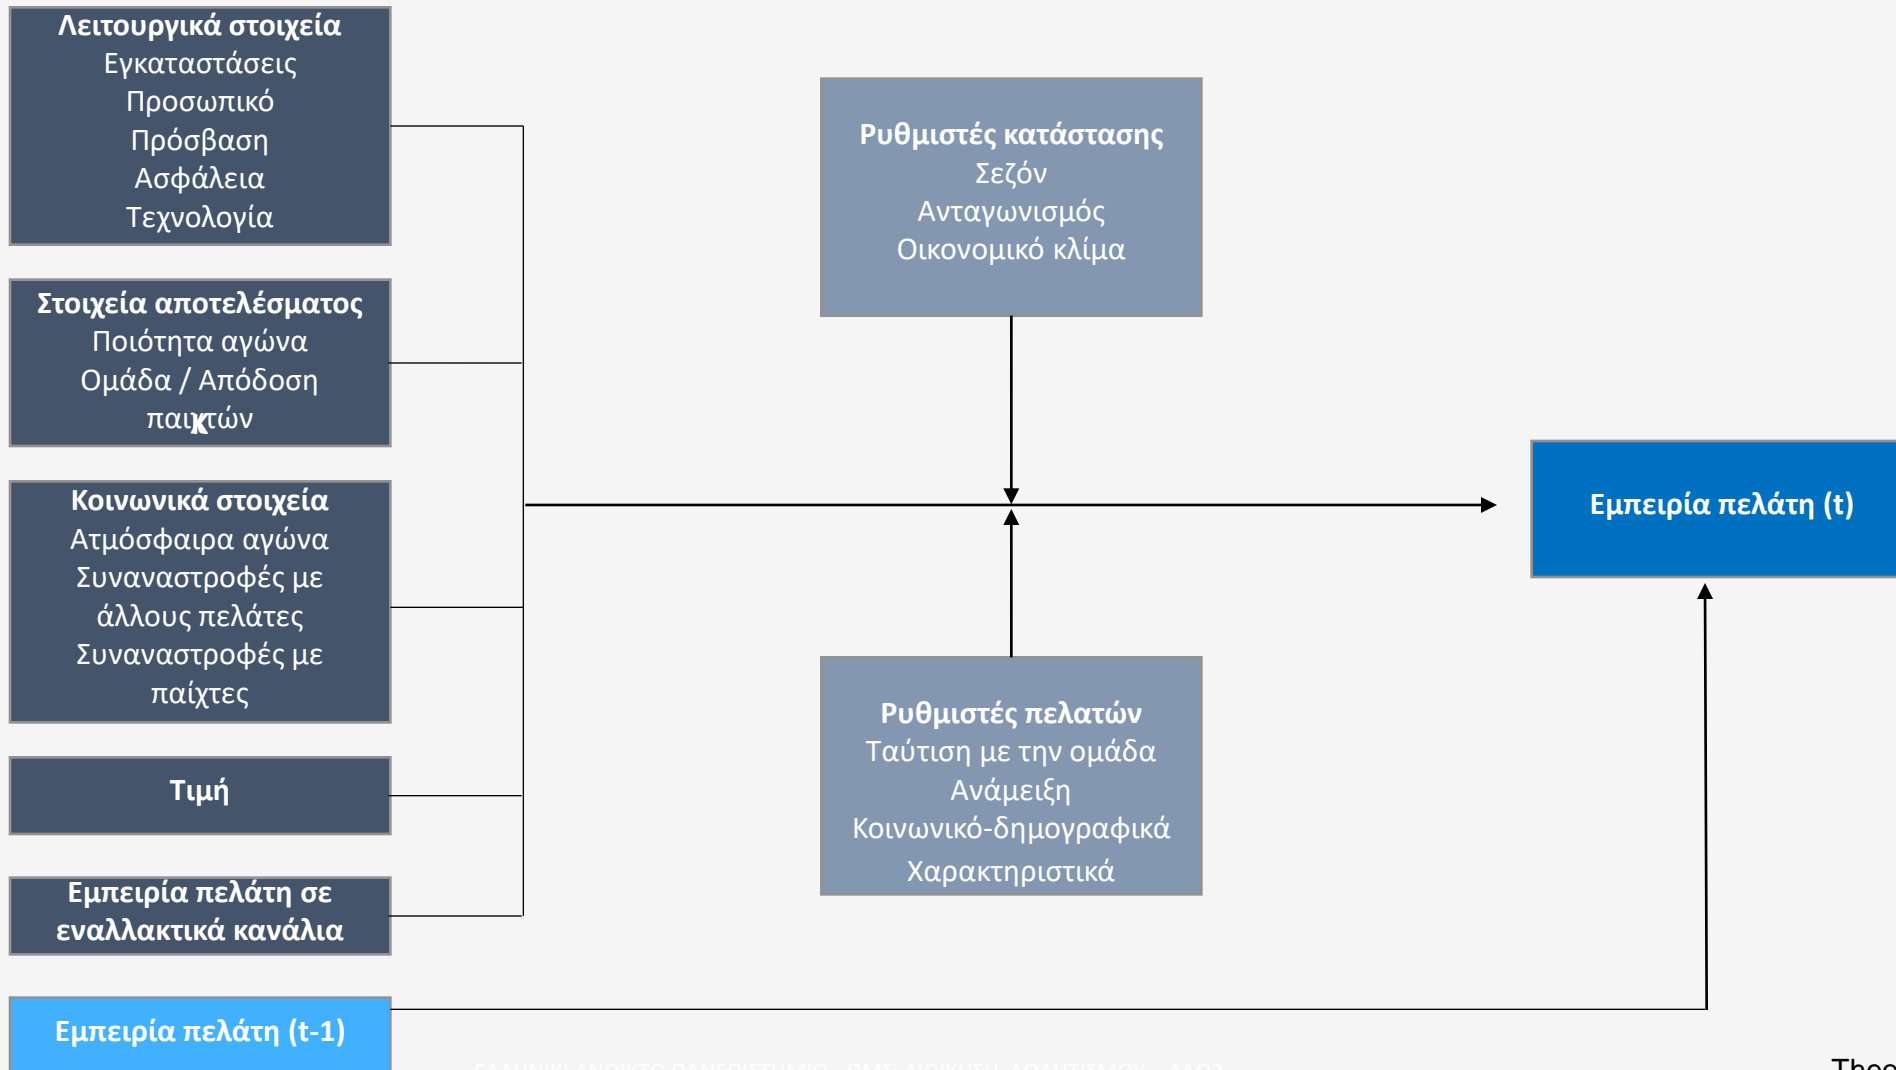 Λειτουργικά στοιχεία
Εγκαταστάσεις
Προσωπικό
Πρόσβαση
Ασφάλεια
Τεχνολογία
Στοιχεία αποτελέσματος
Ποιότητα αγώνα
Ομάδα / Απόδοση
παικτών
Κοινωνικά στοιχεία
Ατμόσφαιρα αγώνα
Συναναστροφές με
άλλους πελάτες
Συναναστροφές με
παίχτες
Τιμή
Εμπειρία πελάτη σε
εναλλακτικά κανάλια
Εμπειρία πελάτη (t-1)
Ρυθμιστές κατάστασης
Σεζόν
Ανταγωνισμός
Οικονομικό κλίμα
Ρυθμιστές πελατών
Ταύτιση με την ομάδα
Ανάμειξη
Κοινωνικό-δημογραφικά
Χαρακτηριστικά
Εμπειρία πελάτη (t)